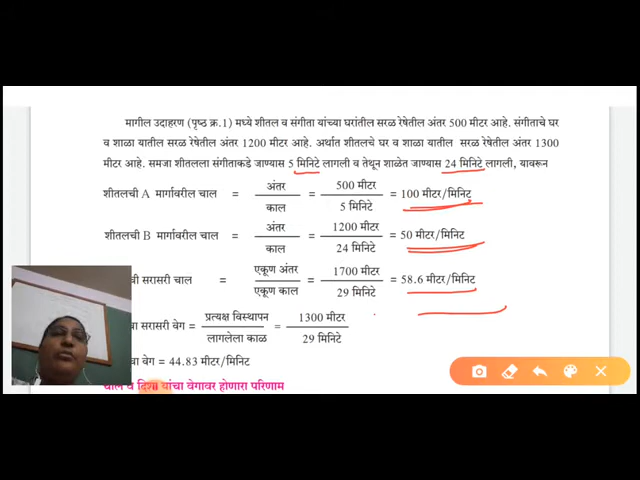 मागील उदाहरण (पृष्ठ क्र.1) मध्ये शीतल व संगीता यांच्या घरांतील सरळ रेषेतील अंतर 500 मीटर आहे. संगीताचे घर
व शाळा यातील सरळ रेषेतील अंतर 1200 मीटर आहे. अर्थात शीतलचे घर व शाळा यातील सरळ रेषेतील अंतर 1300
मीटर आहे. समजा शीतलला संगीताकडे जाण्यास 5 मिनिटे लागली व तेथून शाळेत जाण्यास 24 मिनिटे लागली, यावरून
शीतलची A मार्गावरील चाल = अंतर / काल = 500 मीटर / 5 मिनिटे = 100 मीटर/मिनिट
शीतलची B मार्गावरील चाल = अंतर / काल = 1200 मीटर / 24 मिनिटे = 50 मीटर/मिनिट
सरासरी चाल = एकूण अंतर / एकूण काल = 1700 मीटर / 29 मिनिटे = 58.6 मीटर/मिनिट
सरासरी वेग = प्रत्यक्ष विस्थापन / लागलेला काळ = 1300 मीटर / 29 मिनिटे
वेग = 44.83 मीटर/मिनिट
चाल व दिशा यांचा वेगावर होणारा परिणाम